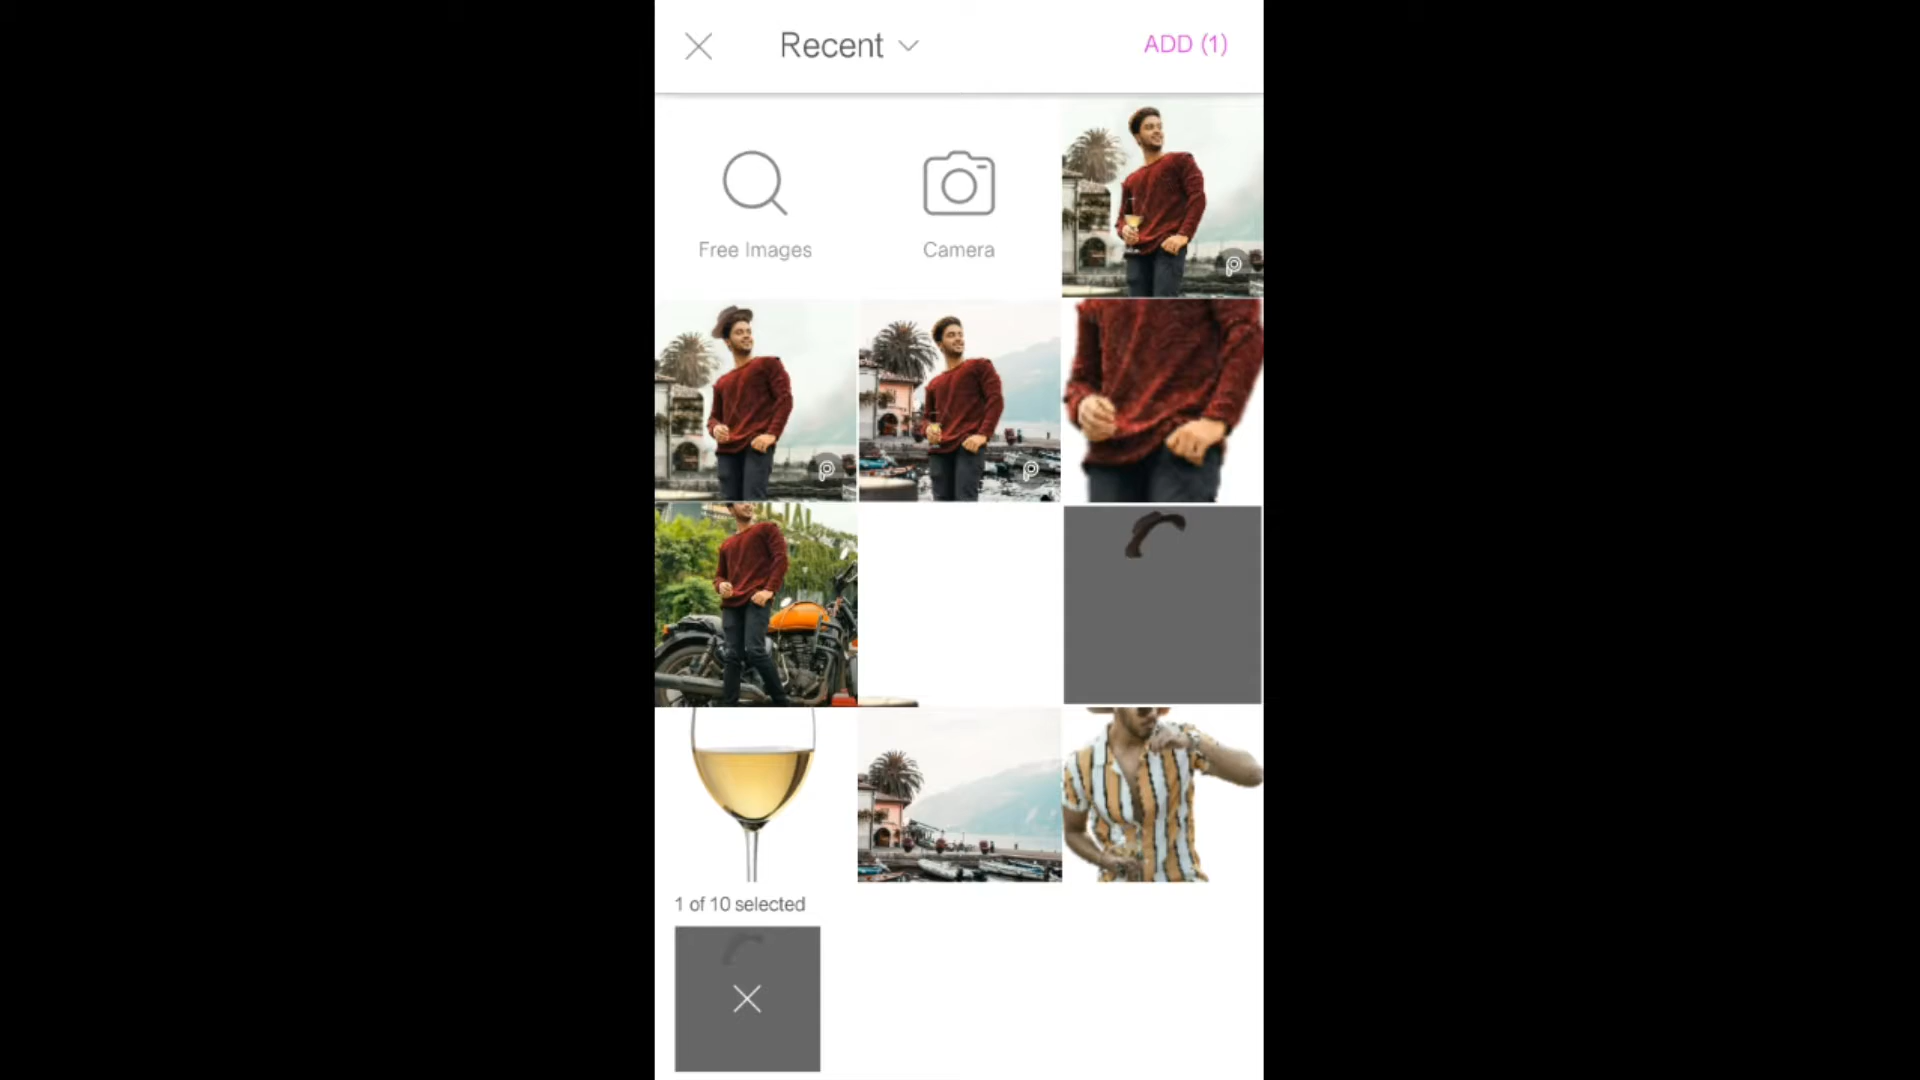 Recent
ADD (1)
Free Images
Camera
1 of 10 selected